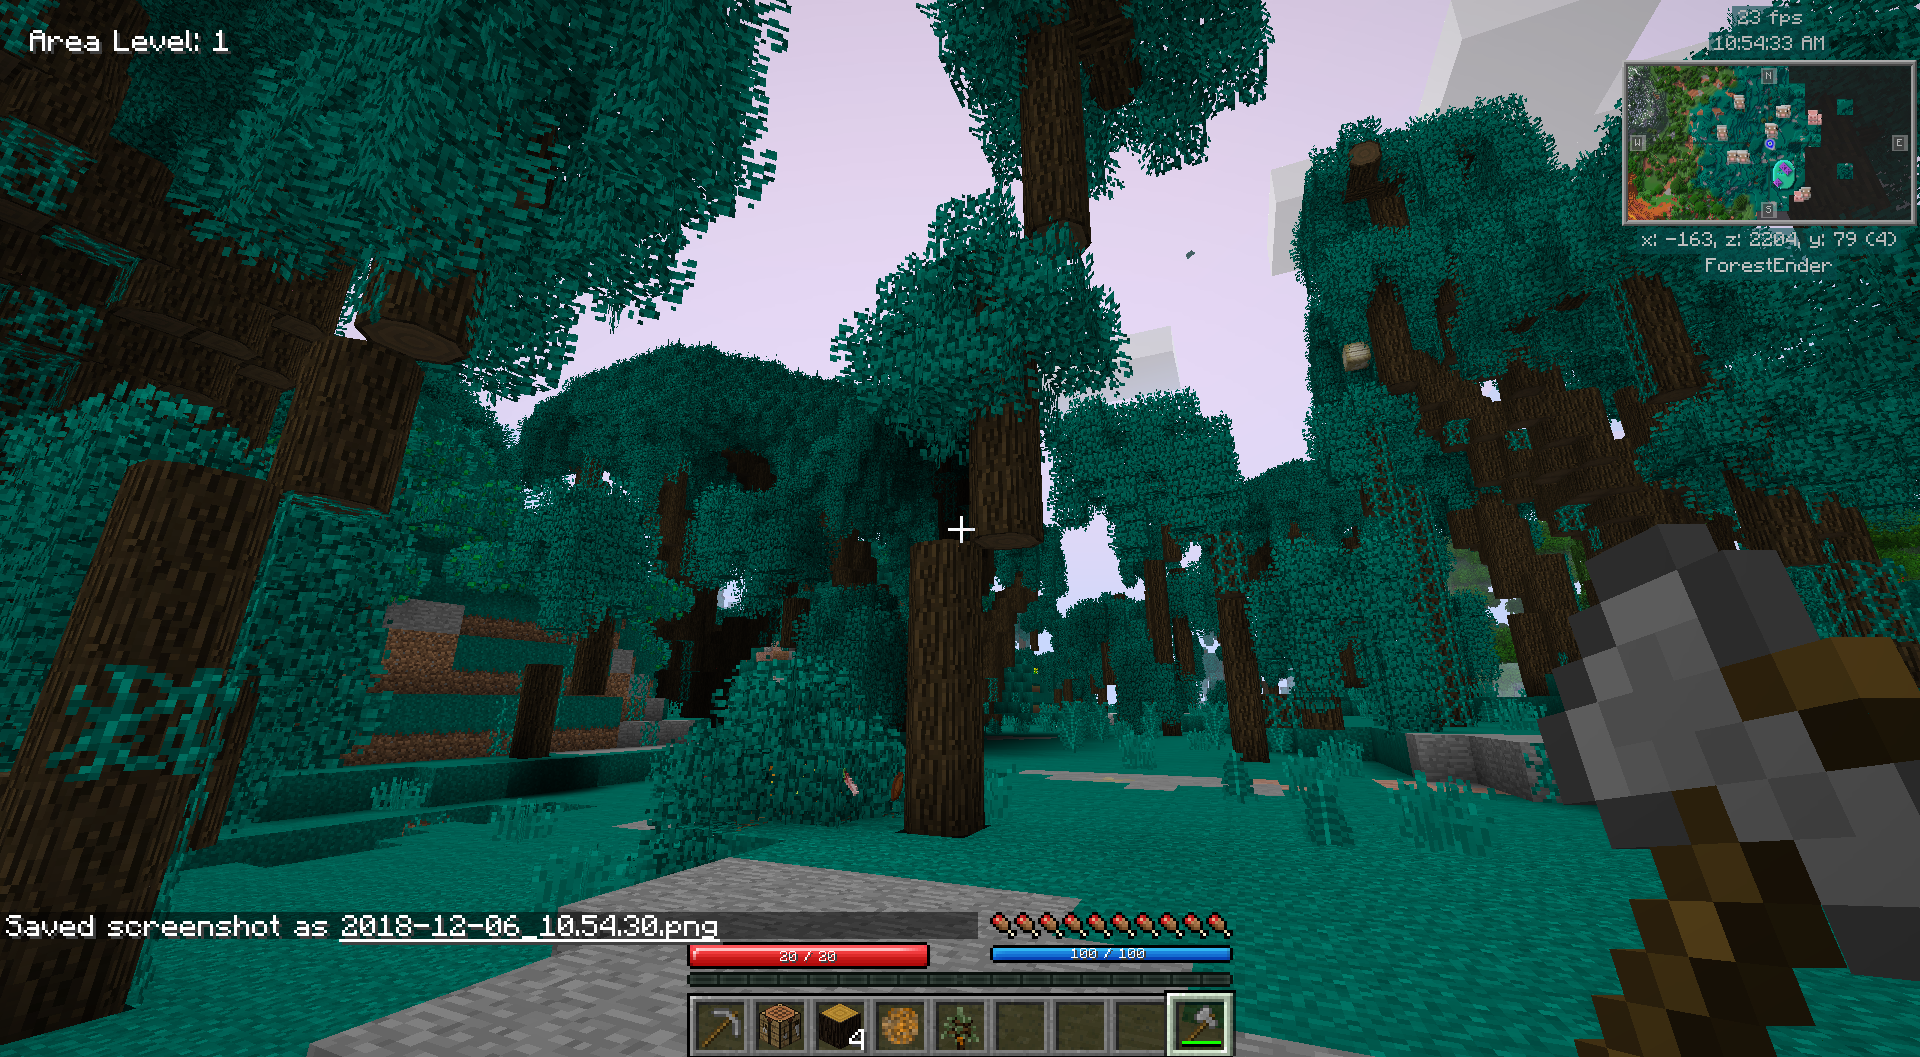 Area Level: 1
23 fps
10:54:33 AM
N
W
E
S
x: -163, z: 2204, y: 79 (4)
ForestEnder
Saved screenshot as 2018-12-06_10.54.30.png
20 / 20
100 / 100
4